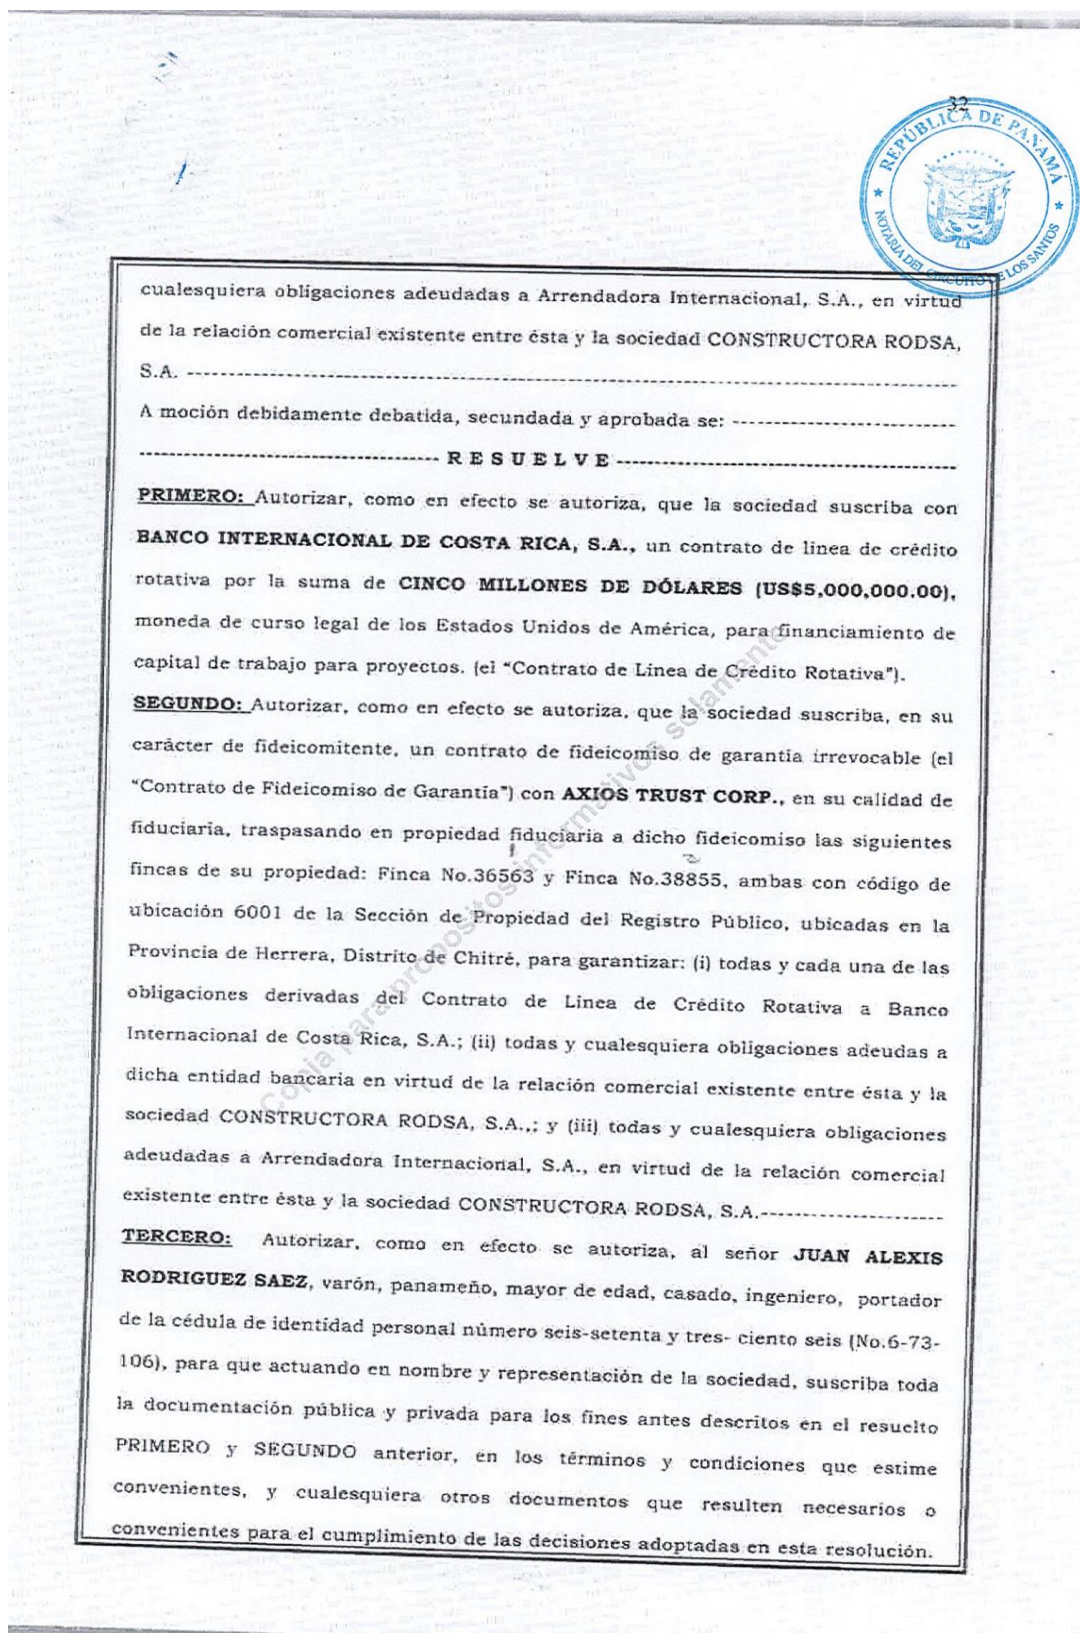 32
REPÚBLICA DE PANAMÁ
NOTARIA DEL CIRCUITO DE LOS SANTOS
cualesquiera obligaciones adeudadas a Arrendadora Internacional, S.A., en virtud
de la relación comercial existente entre ésta y la sociedad CONSTRUCTORA RODSA,
S.A. --------------------------------------------------------------------------------
A moción debidamente debatida, secundada y aprobada se: -----------------------
------------------------------- R E S U E L V E -----------------------------------
PRIMERO: Autorizar, como en efecto se autoriza, que la sociedad suscriba con
BANCO INTERNACIONAL DE COSTA RICA, S.A., un contrato de línea de crédito
rotativa por la suma de CINCO MILLONES DE DÓLARES (US$5,000,000.00),
moneda de curso legal de los Estados Unidos de América, para financiamiento de
capital de trabajo para proyectos. (el "Contrato de Línea de Crédito Rotativa").
SEGUNDO: Autorizar, como en efecto se autoriza, que la sociedad suscriba, en su
carácter de fideicomitente, un contrato de fideicomiso de garantía irrevocable (el
"Contrato de Fideicomiso de Garantía") con AXIOS TRUST CORP., en su calidad de
fiduciaria, traspasando en propiedad fiduciaria a dicho fideicomiso las siguientes
fincas de su propiedad: Finca No.36563 y Finca No.38855, ambas con código de
ubicación 6001 de la Sección de Propiedad del Registro Público, ubicadas en la
Provincia de Herrera, Distrito de Chitré, para garantizar: (i) todas y cada una de las
obligaciones derivadas del Contrato de Línea de Crédito Rotativa a Banco
Internacional de Costa Rica, S.A.; (ii) todas y cualesquiera obligaciones adeudas a
dicha entidad bancaria en virtud de la relación comercial existente entre ésta y la
sociedad CONSTRUCTORA RODSA, S.A.,; y (iii) todas y cualesquiera obligaciones
adeudadas a Arrendadora Internacional, S.A., en virtud de la relación comercial
existente entre ésta y la sociedad CONSTRUCTORA RODSA, S.A.-------------------
TERCERO: Autorizar, como en efecto se autoriza, al señor JUAN ALEXIS
RODRIGUEZ SAEZ, varón, panameño, mayor de edad, casado, ingeniero, portador
de la cédula de identidad personal número seis-setenta y tres- ciento seis (No.6-73-
106), para que actuando en nombre y representación de la sociedad, suscriba toda
la documentación pública y privada para los fines antes descritos en el resuelto
PRIMERO y SEGUNDO anterior, en los términos y condiciones que estime
convenientes, y cualesquiera otros documentos que resulten necesarios o
convenientes para el cumplimiento de las decisiones adoptadas en esta resolución.
Copia para propositos informativos solamente